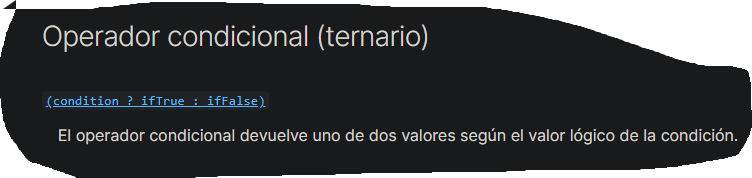 Operador condicional (ternario)
(condition ? ifTrue : ifFalse)
El operador condicional devuelve uno de dos valores según el valor lógico de la condición.